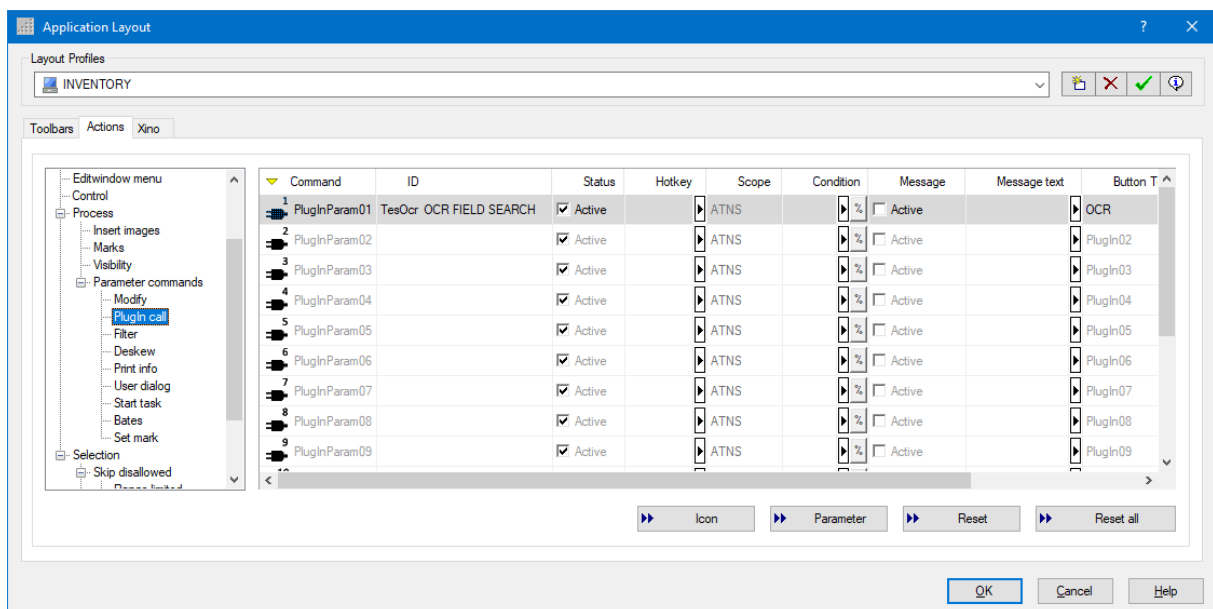 Application Layout
?
Layout Profiles
INVENTORY
Toolbars Actions Xino
Editwindow menu
Control
Process
Insert images
Marks
Visibility
Parameter commands
Modify
PlugIn call
Filter
Deskew
Print info
User dialog
Start task
Bates
Set mark
Selection
Skip disallowed
Range limited
Command ID Status Hotkey Scope Condition Message Message text Button T
1 PlugInParam01 TesOcr OCR FIELD SEARCH Active ATNS % Active OCR
2 PlugInParam02 Active ATNS % Active PlugIn02
3 PlugInParam03 Active ATNS % Active PlugIn03
4 PlugInParam04 Active ATNS % Active PlugIn04
5 PlugInParam05 Active ATNS % Active PlugIn05
6 PlugInParam06 Active ATNS % Active PlugIn06
7 PlugInParam07 Active ATNS % Active PlugIn07
8 PlugInParam08 Active ATNS % Active PlugIn08
9 PlugInParam09 Active ATNS % Active PlugIn09
Icon Parameter Reset Reset all
OK Cancel Help